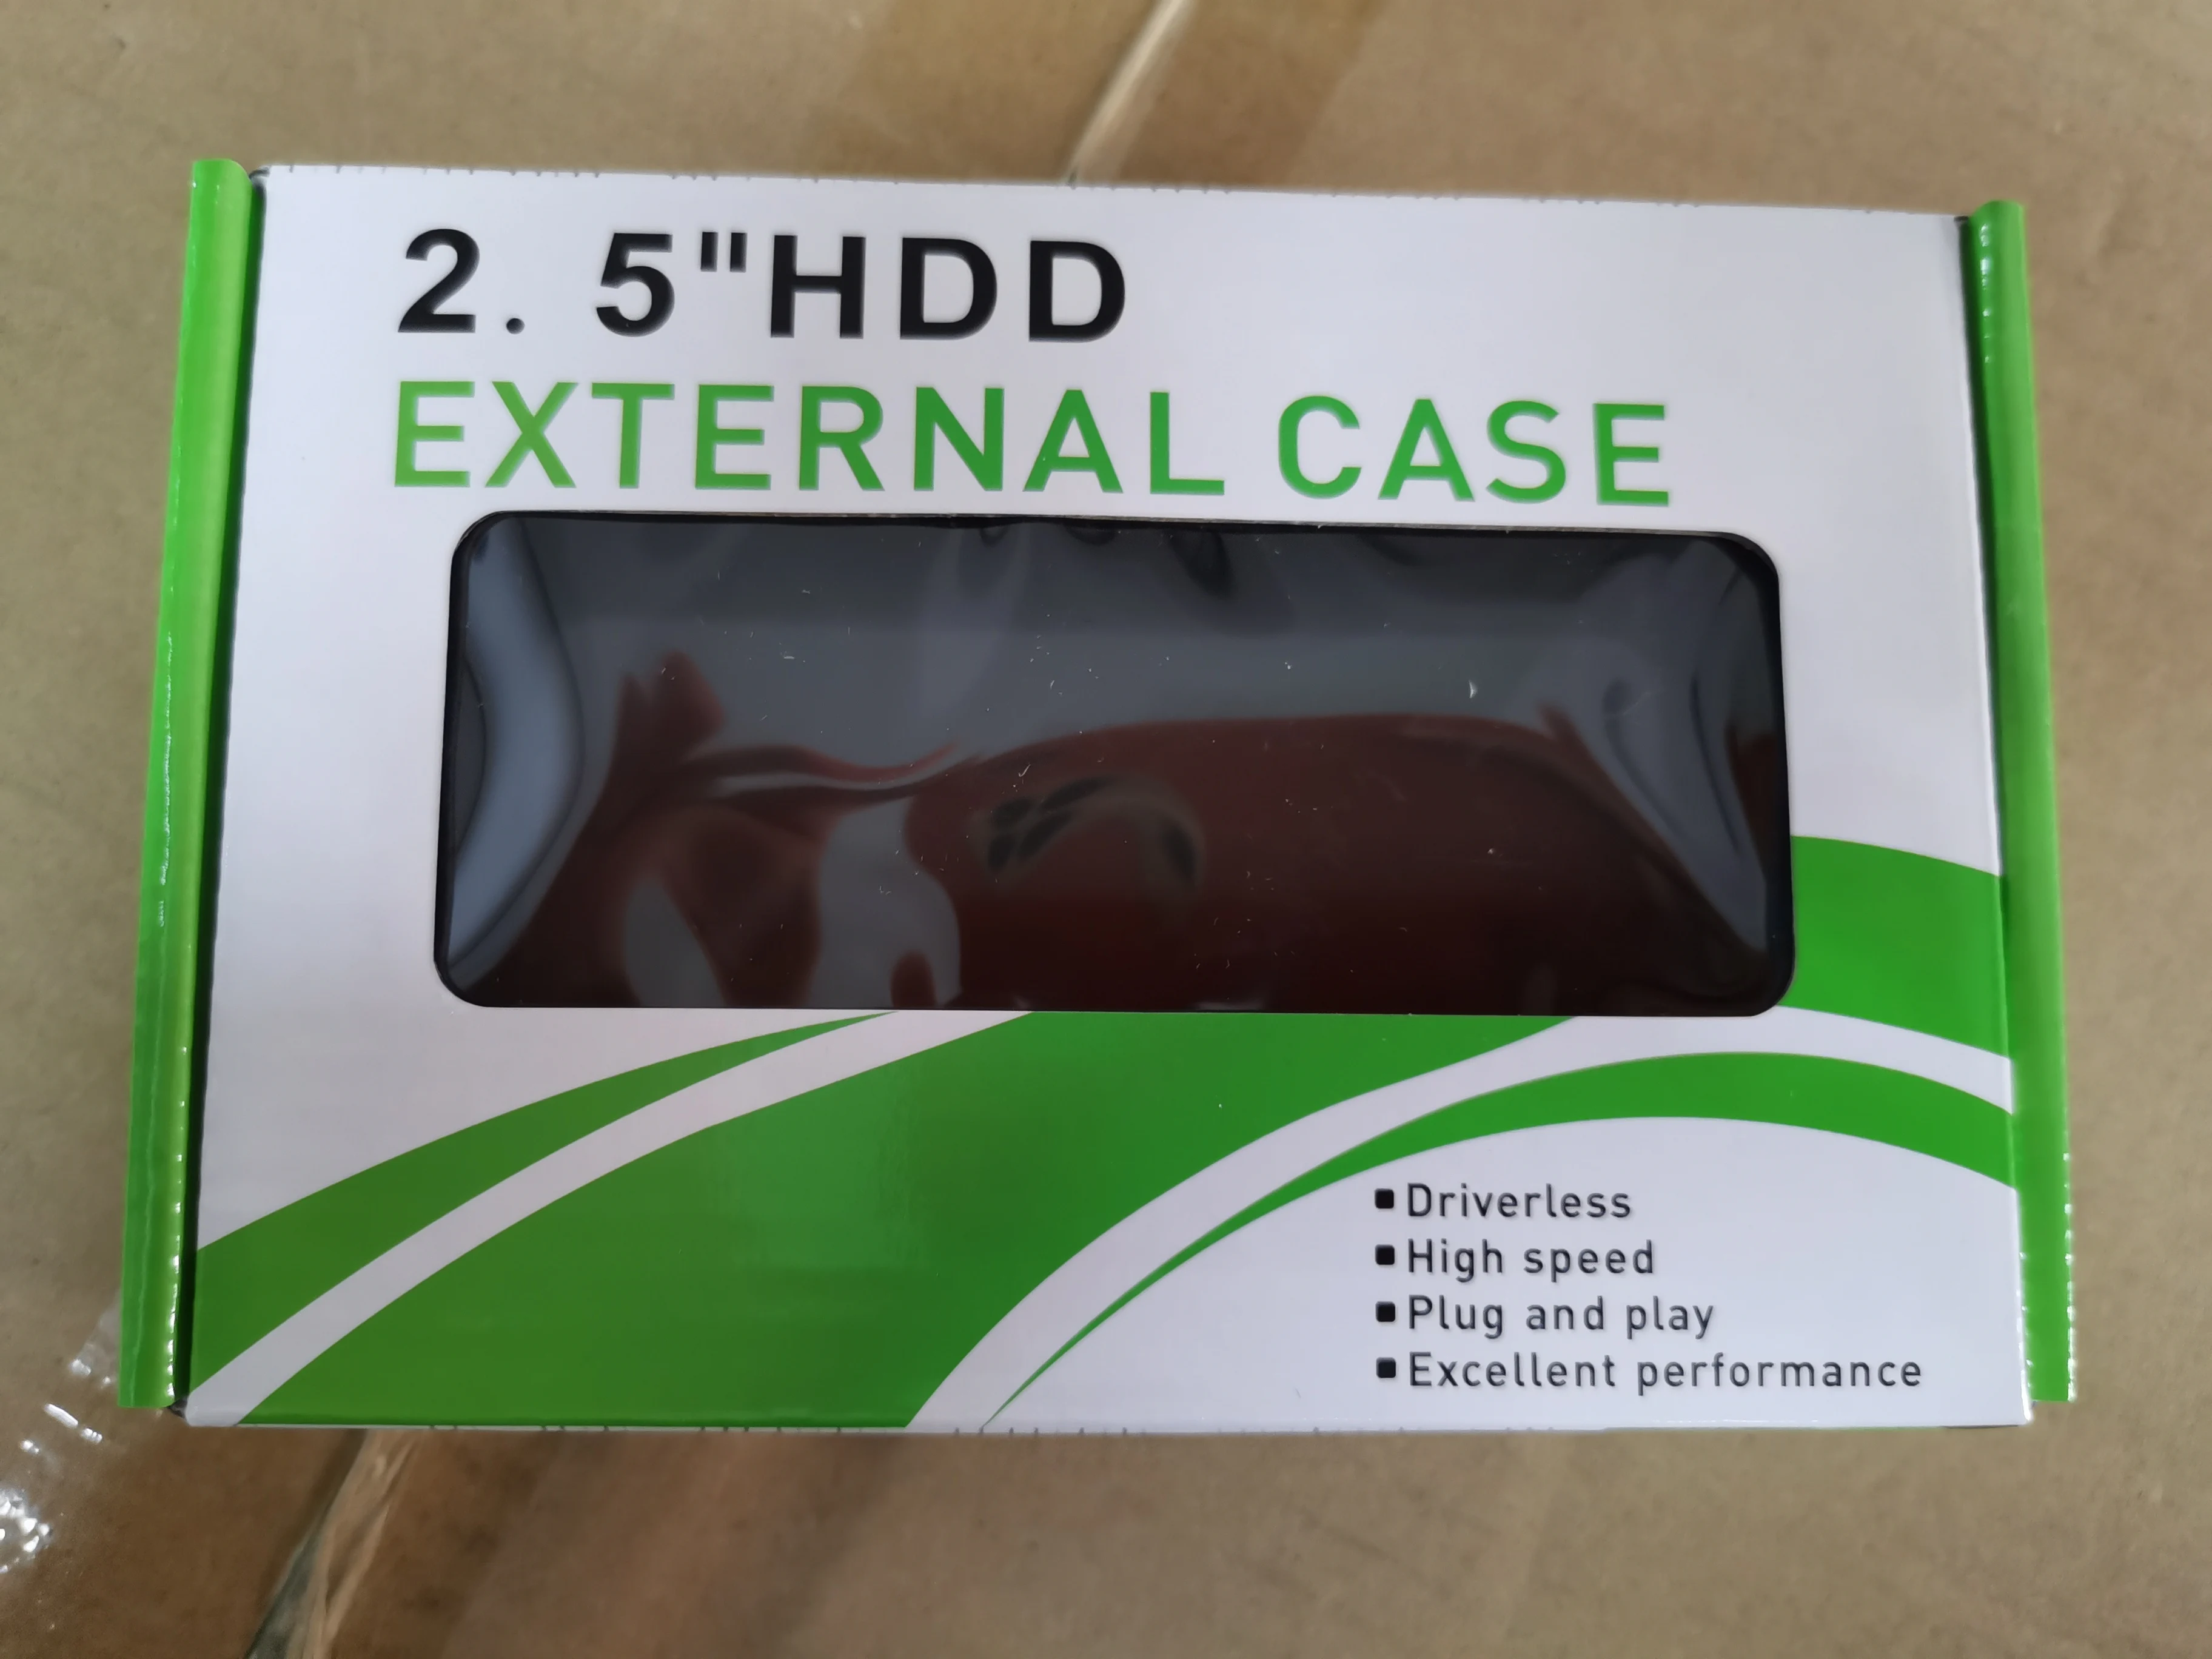 2. 5"HDD
EXTERNAL CASE
▪ Driverless
▪ High speed
▪ Plug and play
▪ Excellent performance